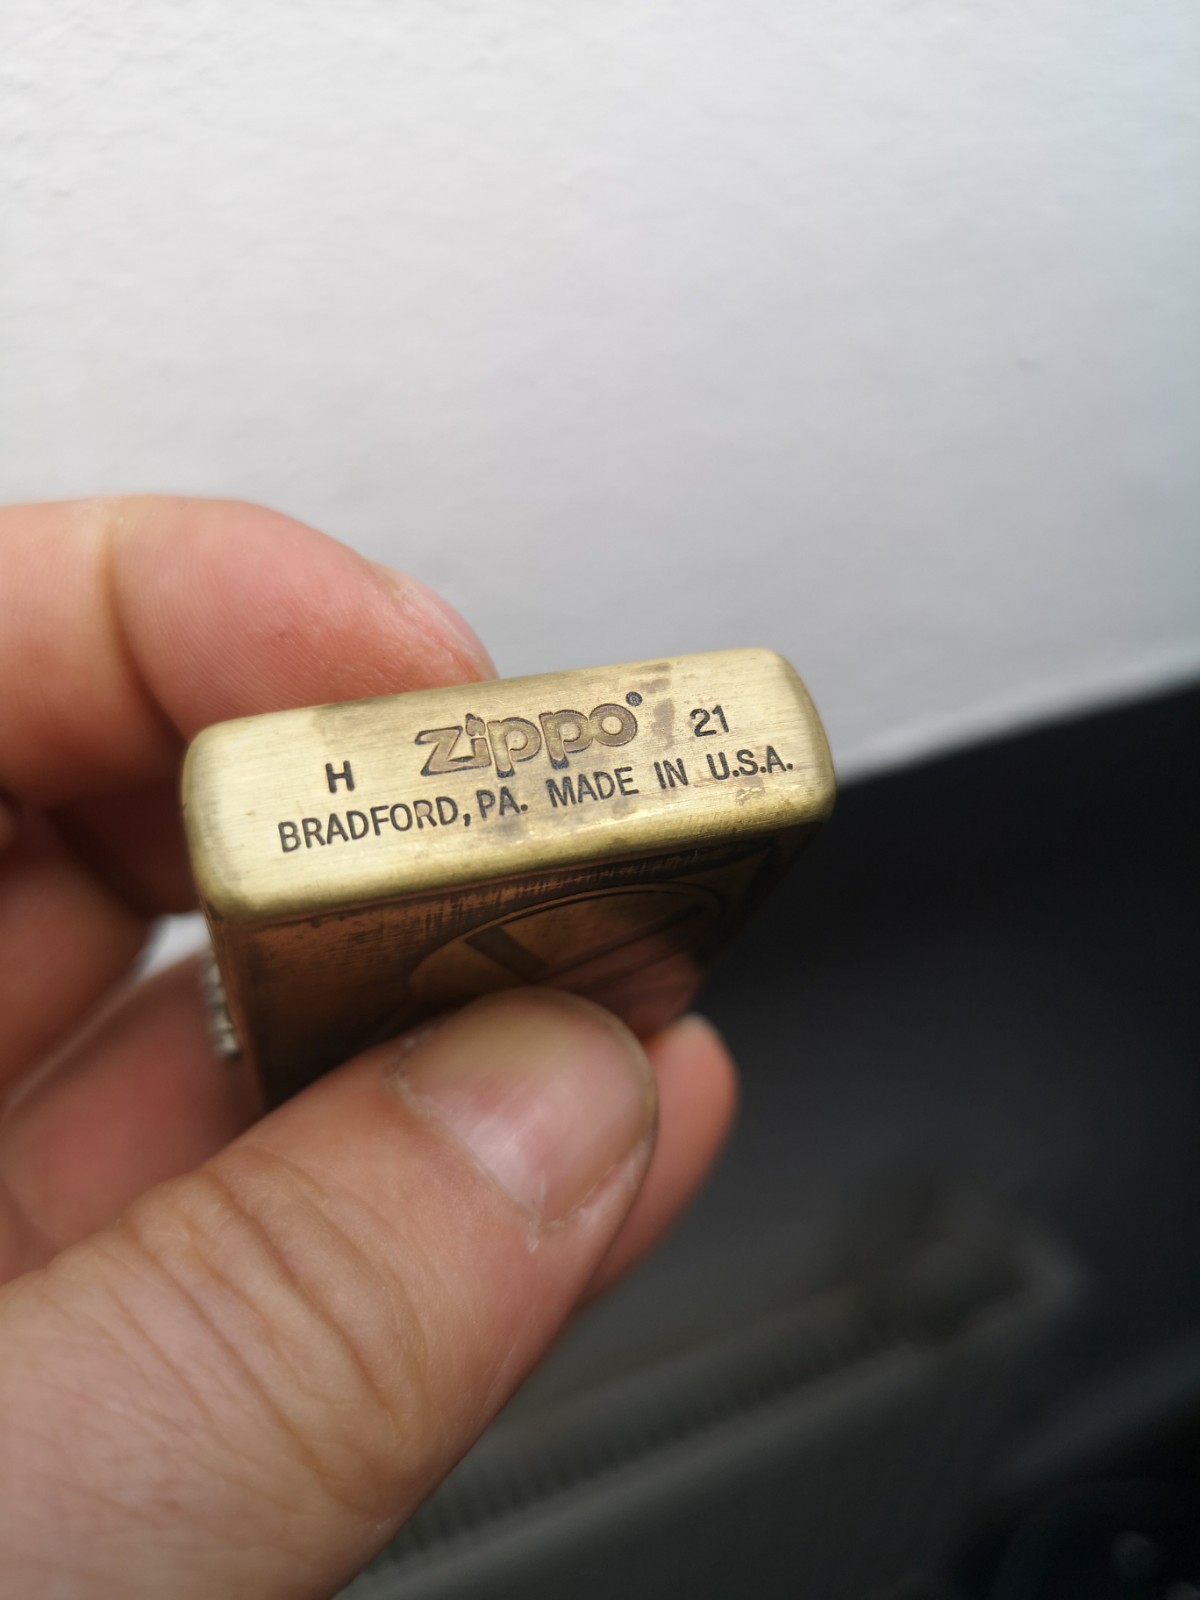 H zippo® 21
BRADFORD, PA. MADE IN U.S.A.